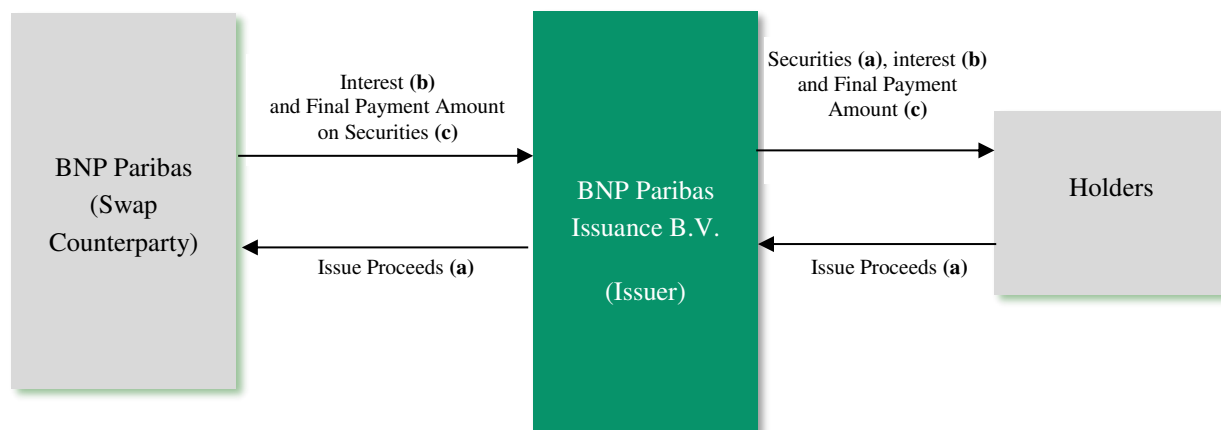 BNP Paribas
(Swap
Counterparty)
Interest (b)
and Final Payment Amount
on Securities (c)
Issue Proceeds (a)
BNP Paribas
Issuance B.V.
(Issuer)
Securities (a), interest (b)
and Final Payment
Amount (c)
Issue Proceeds (a)
Holders